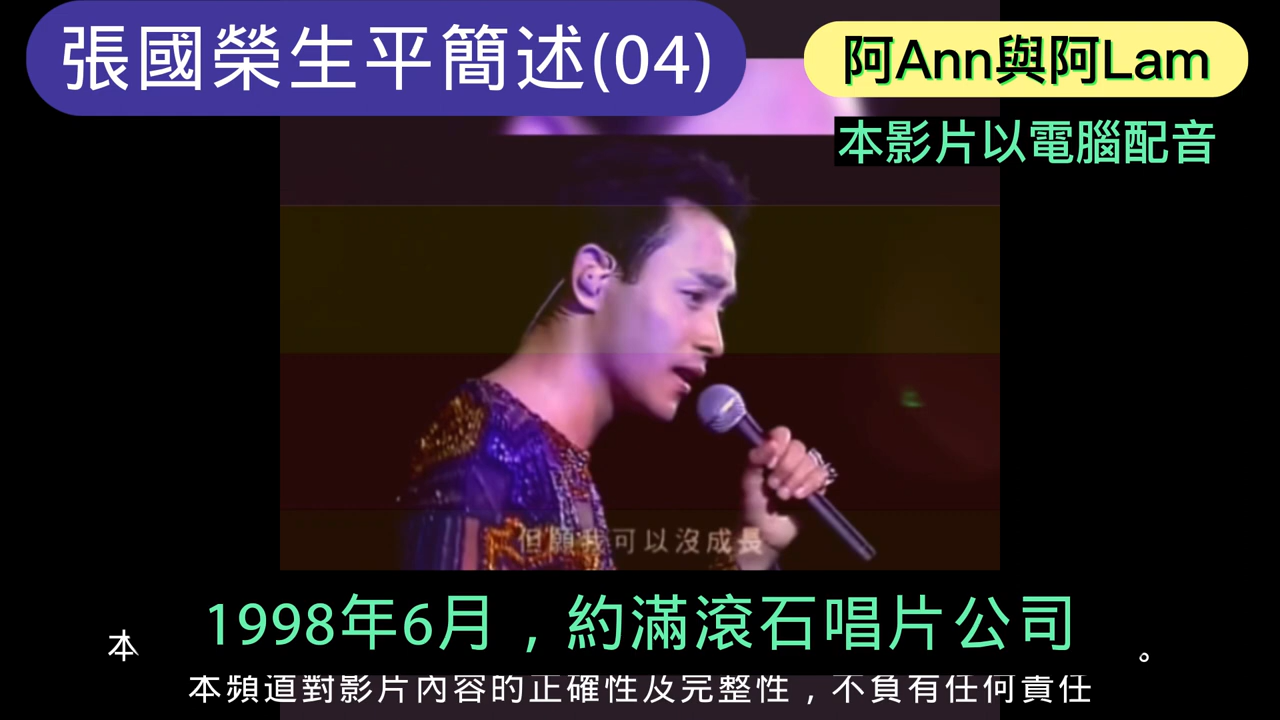 張國榮生平簡述(04)
阿Ann與阿Lam
本影片以電腦配音
但願我可以沒成長
1998年6月，約滿滾石唱片公司
本
。
本頻道對影片內容的正確性及完整性，不負有任何責任